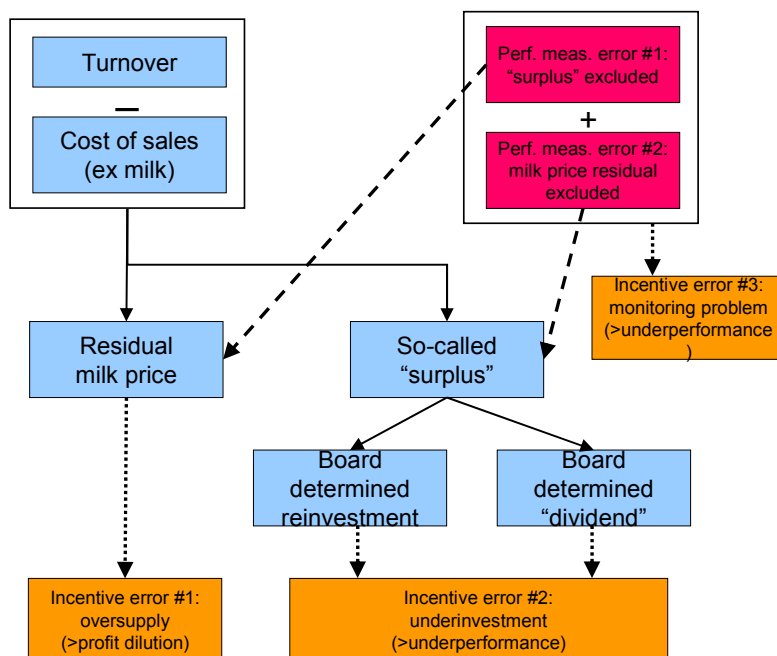 Turnover
–
Cost of sales
(ex milk)
Perf. meas. error #1:
“surplus” excluded
+
Perf. meas. error #2:
milk price residual
excluded
Incentive error #3:
monitoring problem
(>underperformance
)
Residual
milk price
So-called
“surplus”
Board
determined
reinvestment
Board
determined
“dividend”
Incentive error #1:
oversupply
(>profit dilution)
Incentive error #2:
underinvestment
(>underperformance)